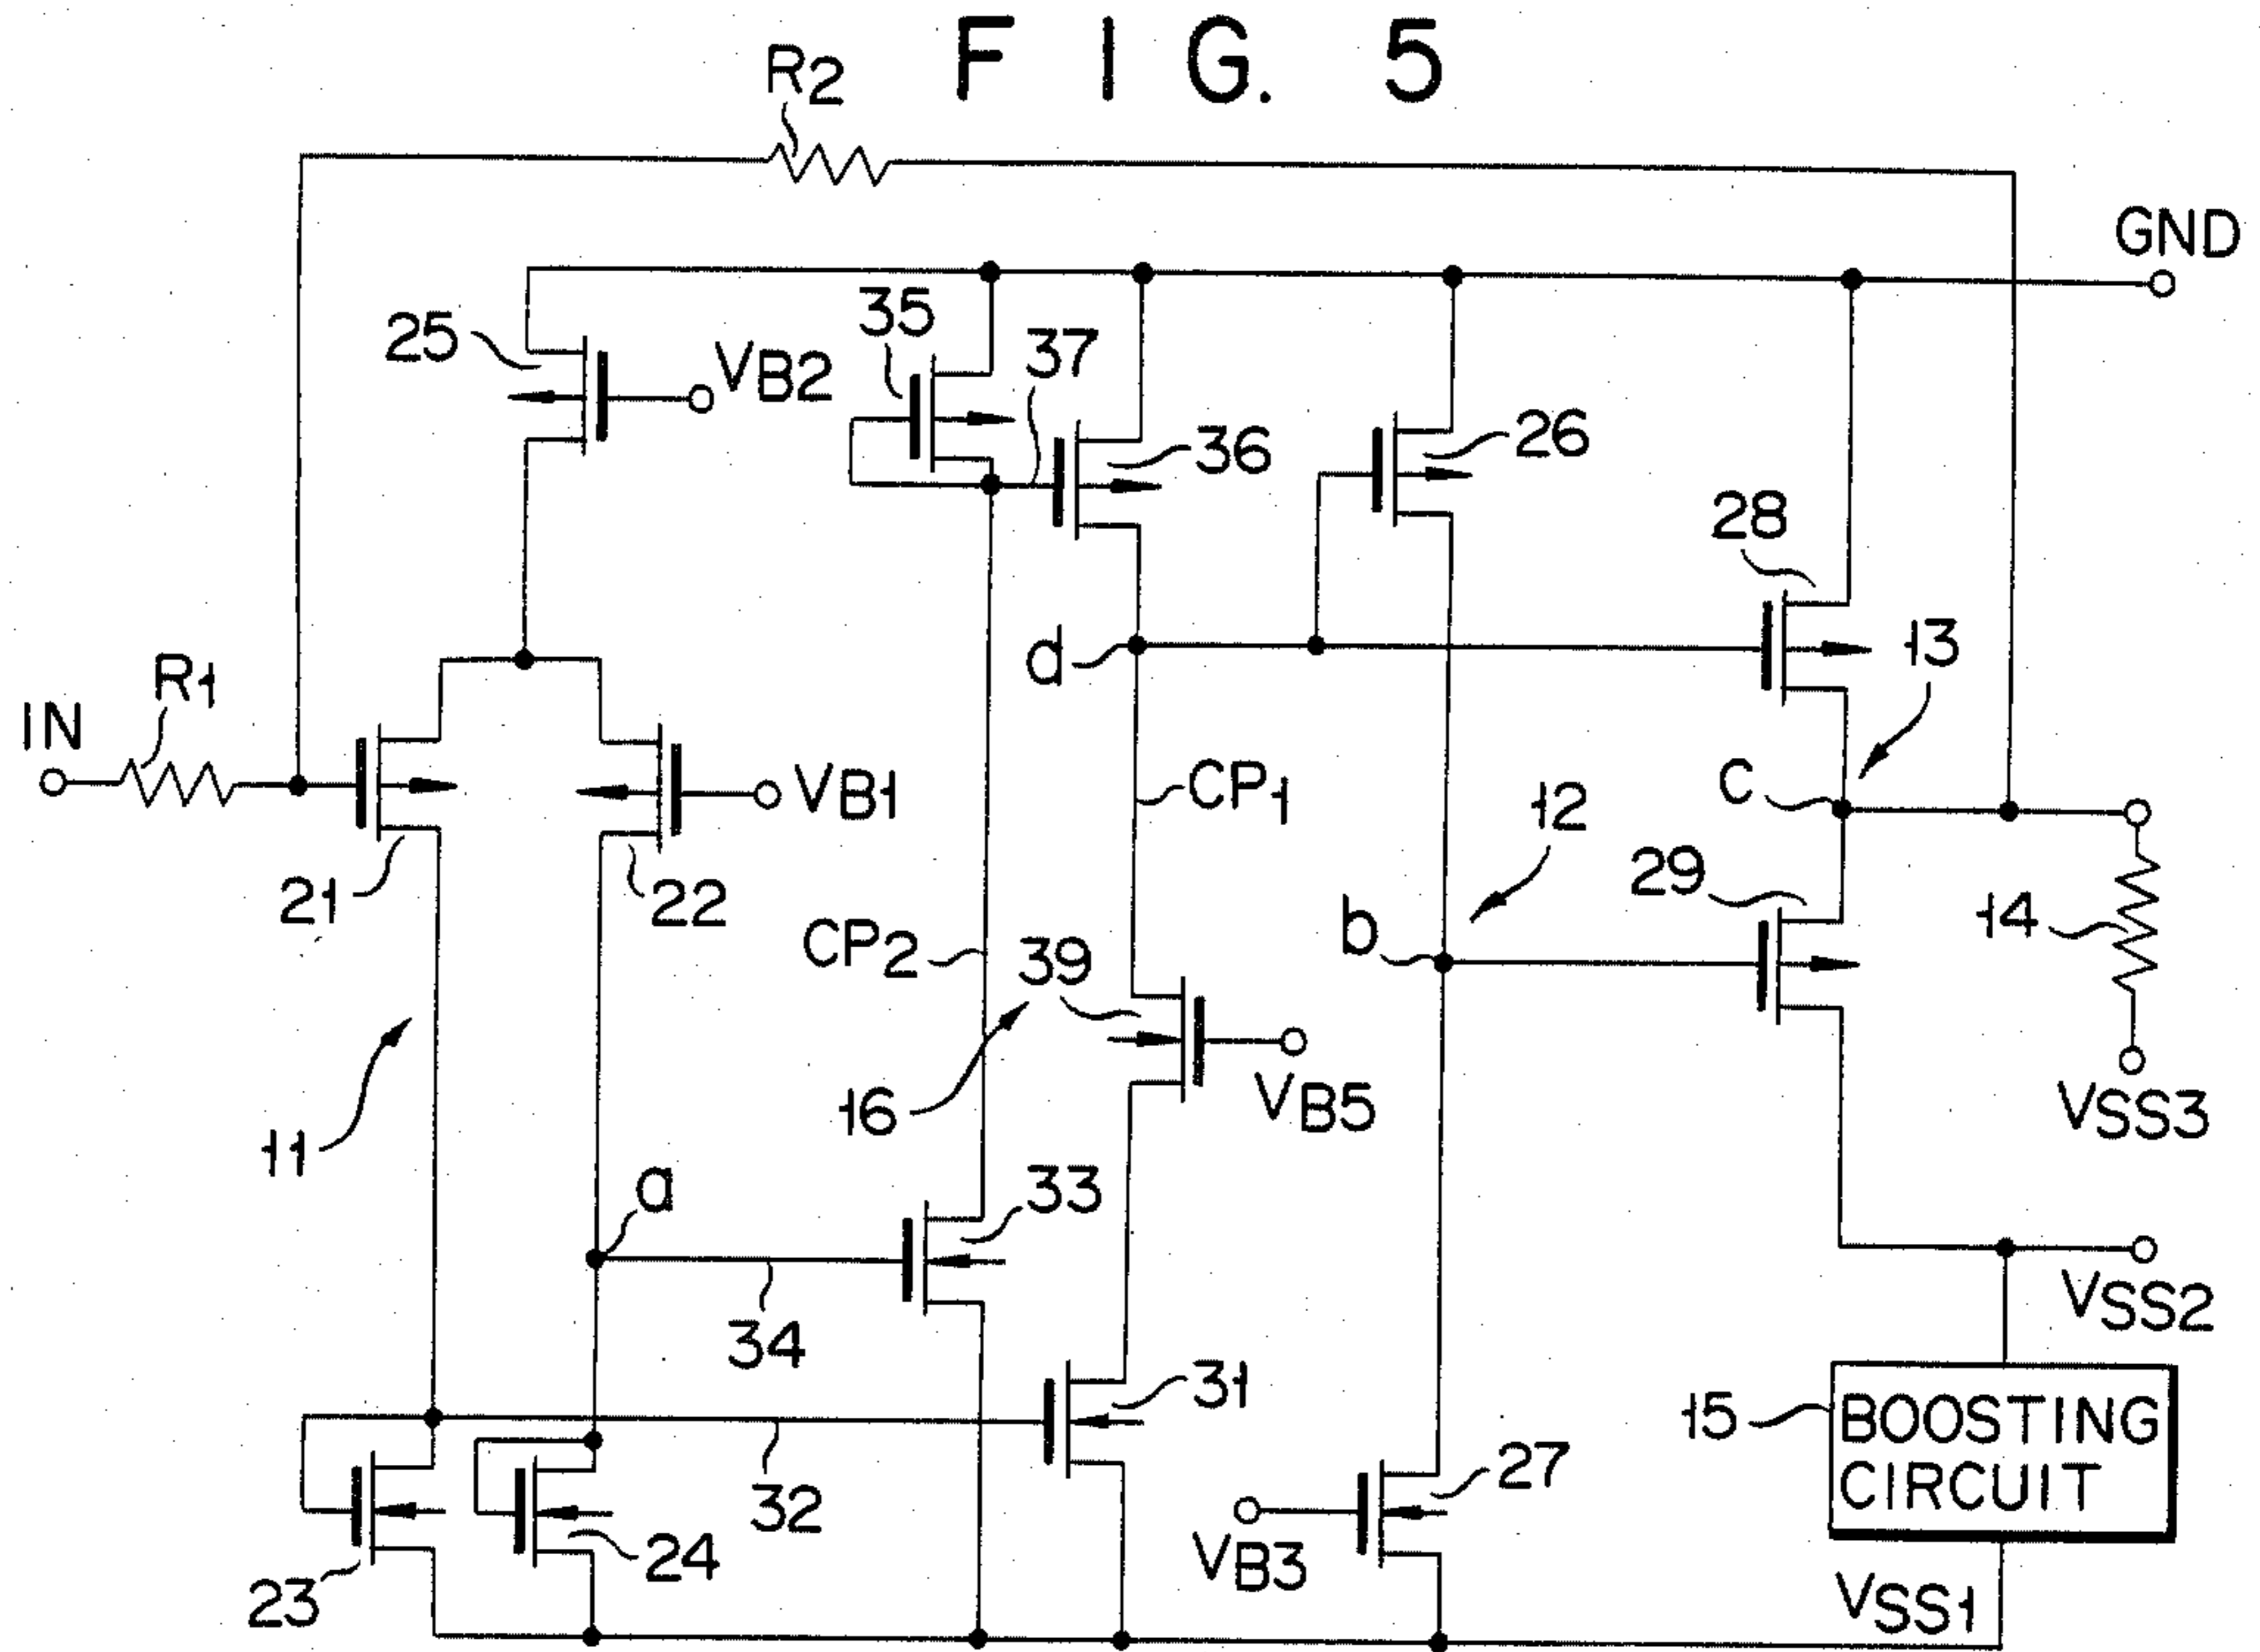 FIG. 5
R2
GND
25
VB2
35
37
36
26
28
13
IN
R1
d
C
VB1
CP1
12
21
22
29
14
CP2
39
b
11
16
VB5
VSS3
a
33
34
VSS2
31
15
BOOSTING
CIRCUIT
32
27
23
24
VB3
VSS1